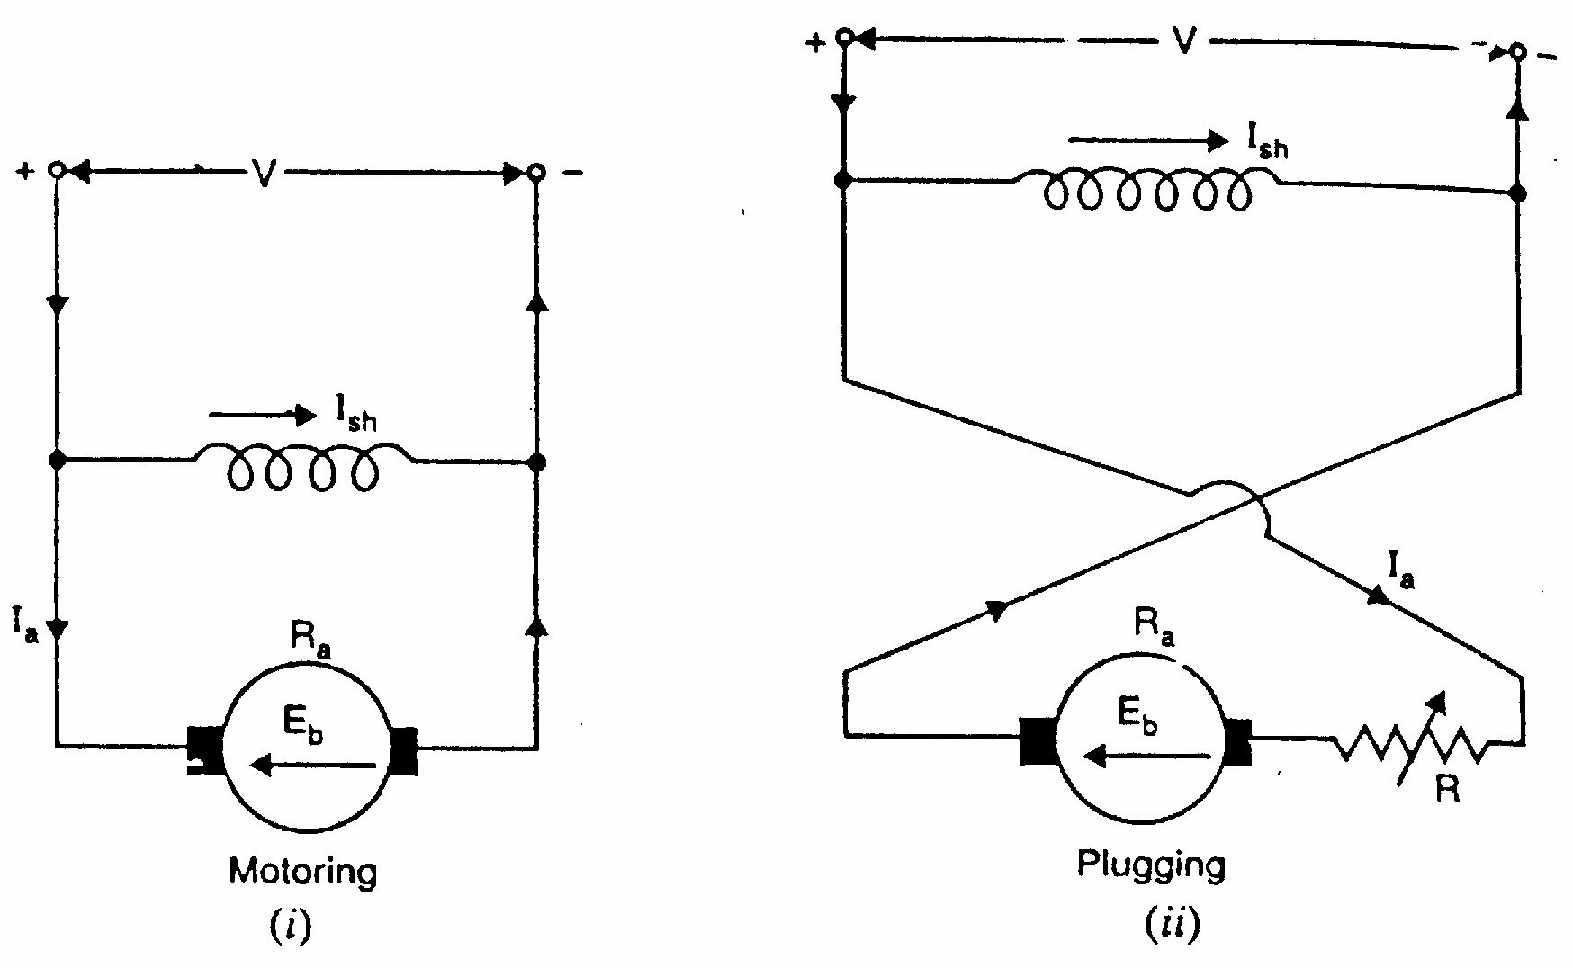 + V −
I_sh
I_a
R_a
E_b
Motoring
(i)
+ V −
I_sh
I_a
R_a
E_b
R
Plugging
(ii)